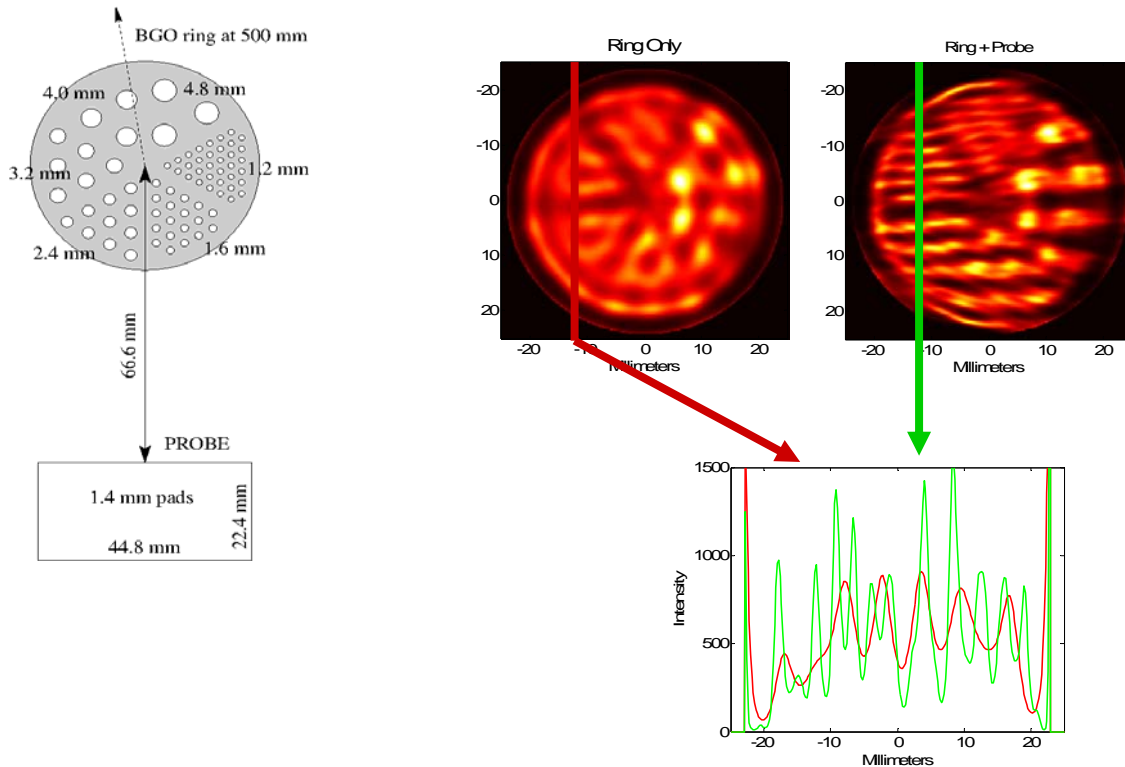 BGO ring at 500 mm
4.0 mm
4.8 mm
3.2 mm
1.2 mm
2.4 mm
1.6 mm
66.6 mm
PROBE
1.4 mm pads
44.8 mm
22.4 mm
Ring Only
-20
-10
0
10
20
-20 -10 0 10 20
Millimeters
Ring + Probe
-20
-10
0
10
20
-20 -10 0 10 20
Millimeters
1500
1000
500
0
Intensity
-20 -10 0 10 20
Millimeters